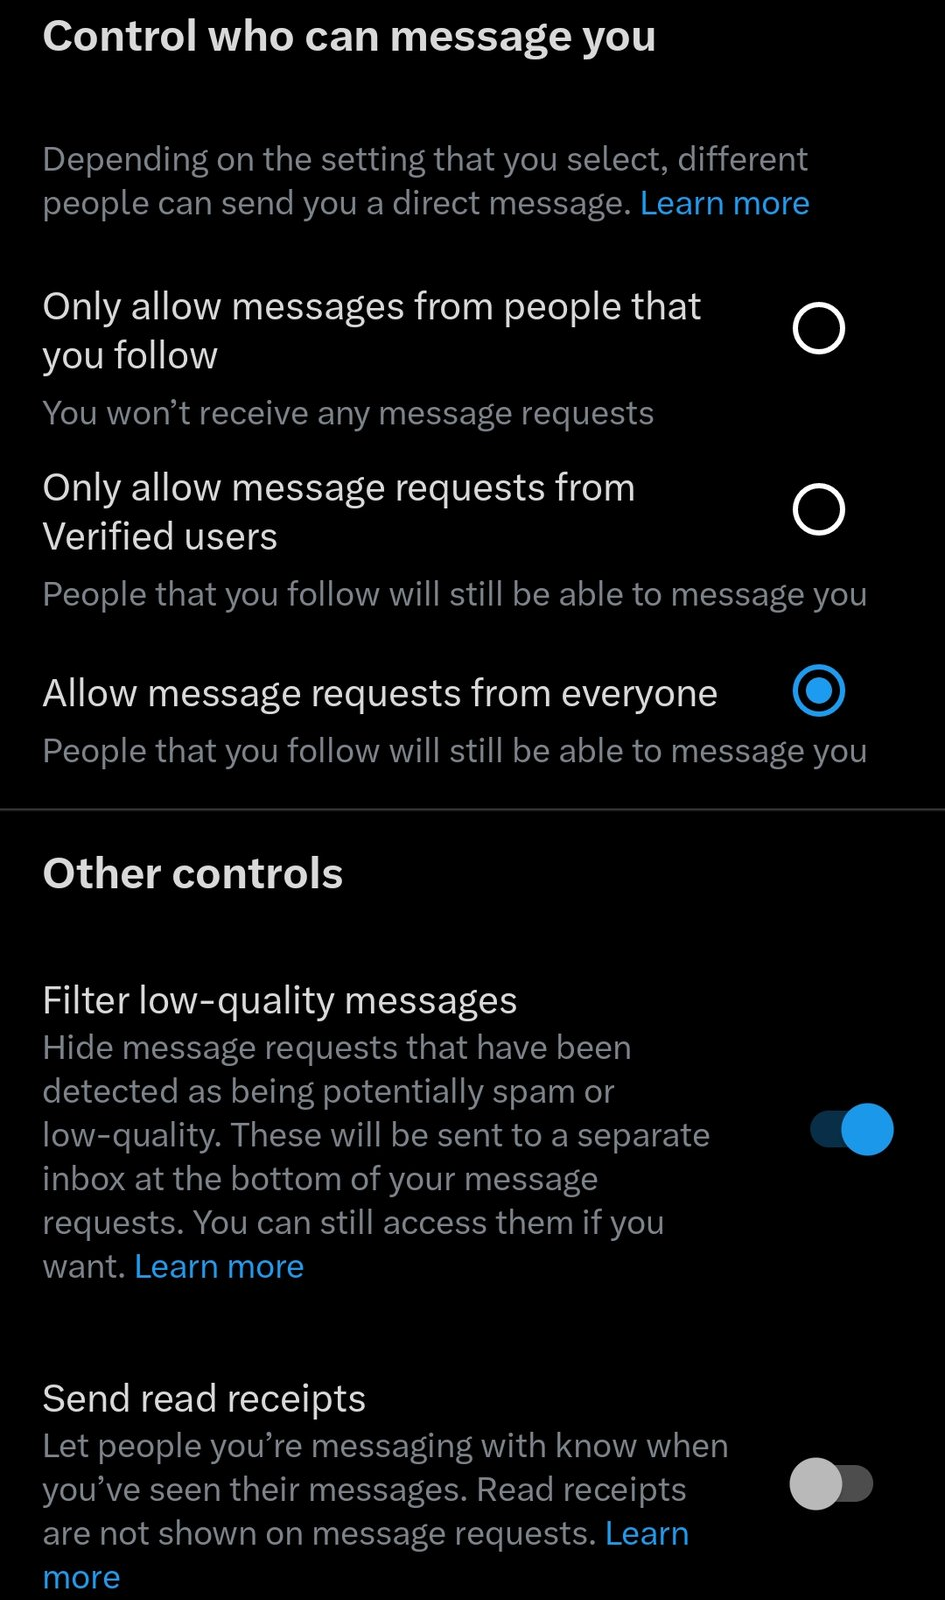 Control who can message you
Depending on the setting that you select, different
people can send you a direct message. Learn more
Only allow messages from people that
you follow
You won’t receive any message requests
Only allow message requests from
Verified users
People that you follow will still be able to message you
Allow message requests from everyone
People that you follow will still be able to message you
Other controls
Filter low-quality messages
Hide message requests that have been
detected as being potentially spam or
low-quality. These will be sent to a separate
inbox at the bottom of your message
requests. You can still access them if you
want. Learn more
Send read receipts
Let people you’re messaging with know when
you’ve seen their messages. Read receipts
are not shown on message requests. Learn
more